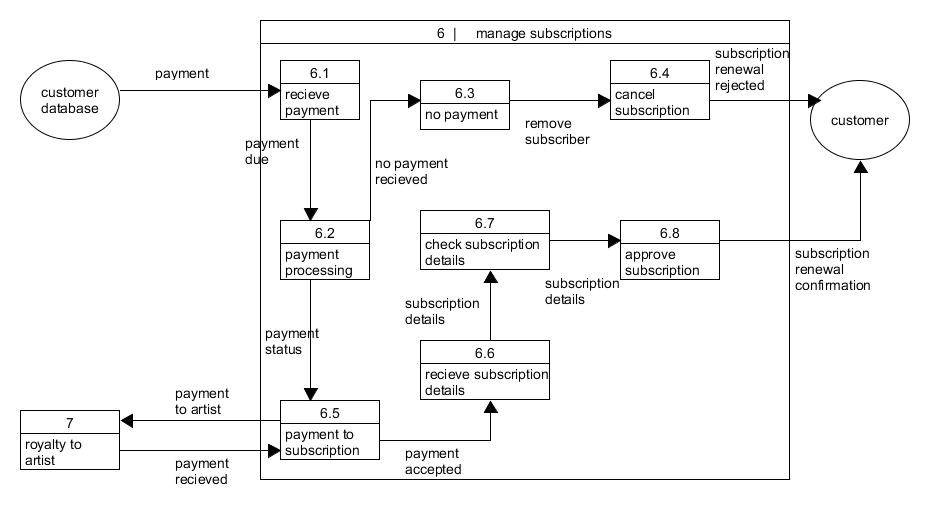 6 | manage subscriptions
customer
database
payment
6.1
recieve
payment
6.3
no payment
6.4
cancel
subscription
subscription
renewal
rejected
customer
remove
subscriber
payment
due
no payment
recieved
6.2
payment
processing
6.7
check subscription
details
6.8
approve
subscription
subscription
details
subscription
renewal
confirmation
subscription
details
payment
status
6.6
recieve subscription
details
payment
to artist
6.5
payment to
subscription
7
royalty to
artist
payment
recieved
payment
accepted